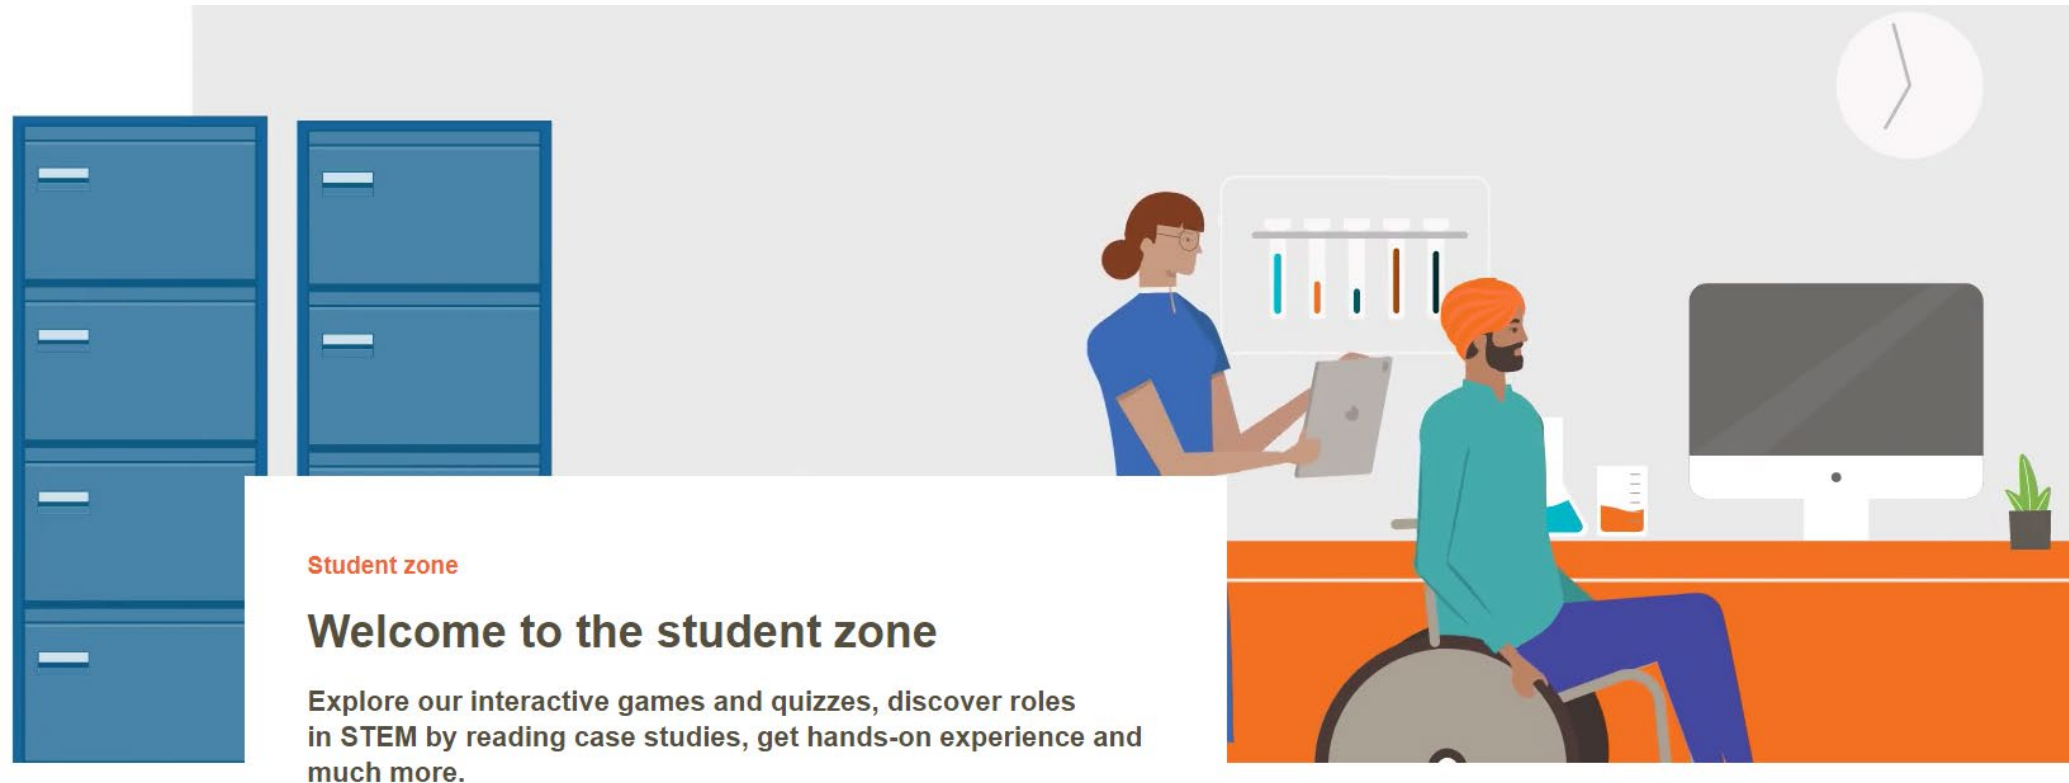 Student zone
Welcome to the student zone
Explore our interactive games and quizzes, discover roles
in STEM by reading case studies, get hands-on experience and
much more.